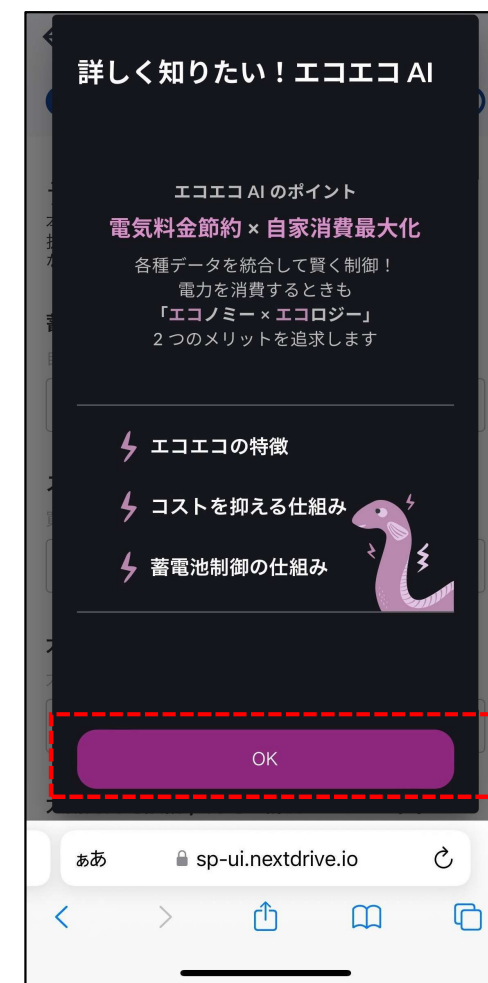 詳しく知りたい！エコエコ AI
エコエコ AI のポイント
電気料金節約 × 自家消費最大化
各種データを統合して賢く制御！
電力を消費するときも
「エコノミー × エコロジー」
2 つのメリットを追求します
エコエコの特徴
コストを抑える仕組み
蓄電池制御の仕組み
OK
ぁあ
sp-ui.nextdrive.io